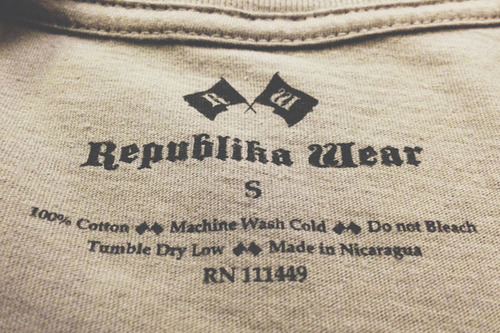 R W
Republika Wear
S
100% Cotton Machine Wash Cold Do not Bleach
Tumble Dry Low Made in Nicaragua
RN 111449